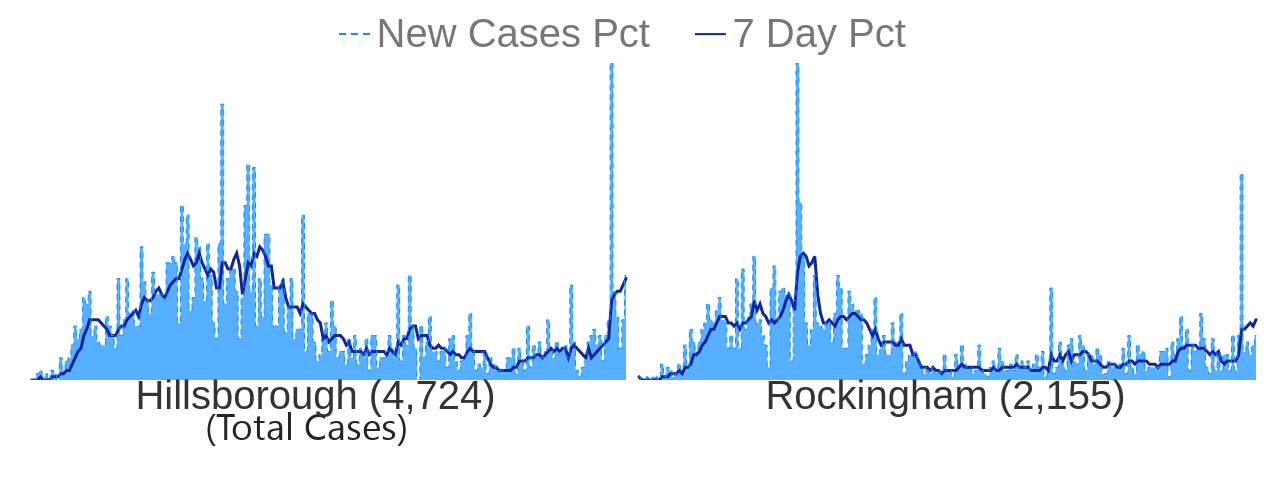 New Cases Pct 7 Day Pct
Hillsborough (4,724) Rockingham (2,155)
(Total Cases)